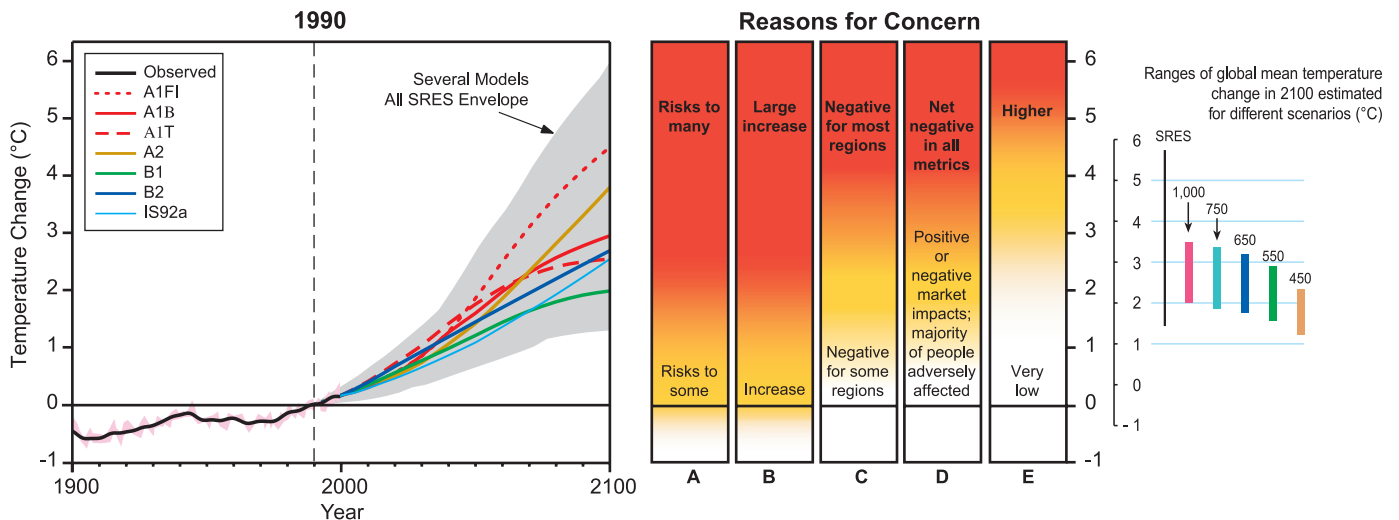 1990
Temperature Change (°C)
6
5
4
3
2
1
0
-1
1900
2000
2100
Year
Observed
A1FI
A1B
A1T
A2
B1
B2
IS92a
Several Models
All SRES Envelope
Reasons for Concern
Risks to
many
Risks to
some
A
Large
increase
Increase
B
Negative
for most
regions
Negative
for some
regions
C
Net
negative
in all
metrics
Positive
or
negative
market
impacts;
majority
of people
adversely
affected
D
Higher
Very
low
E
6
5
4
3
2
1
0
-1
Ranges of global mean temperature
change in 2100 estimated
for different scenarios (°C)
6
5
4
3
2
1
0
- 1
SRES
1,000
750
650
550
450